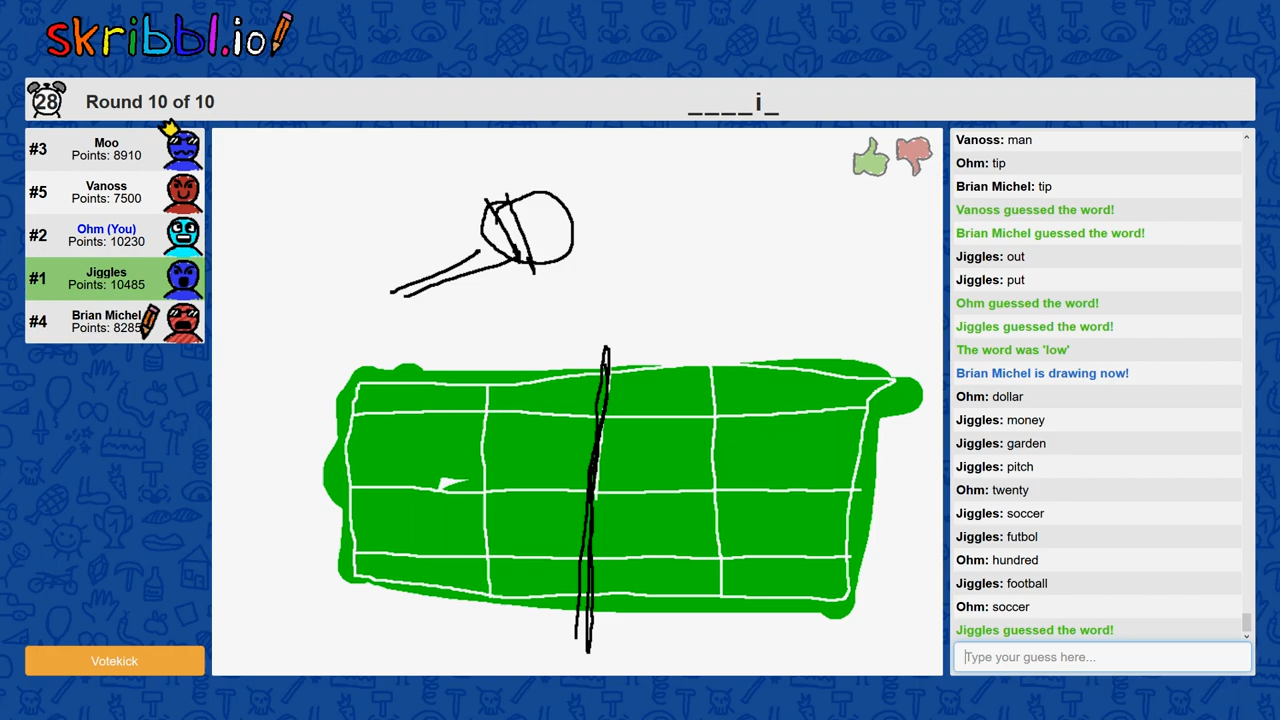 skribbl.io!
28
Round 10 of 10
____i_
#3 Moo
Points: 8910
#5 Vanoss
Points: 7500
#2 Ohm (You)
Points: 10230
#1 Jiggles
Points: 10485
#4 Brian Michel
Points: 8285
Votekick
Vanoss: man
Ohm: tip
Brian Michel: tip
Vanoss guessed the word!
Brian Michel guessed the word!
Jiggles: out
Jiggles: put
Ohm guessed the word!
Jiggles guessed the word!
The word was 'low'
Brian Michel is drawing now!
Ohm: dollar
Jiggles: money
Jiggles: garden
Jiggles: pitch
Ohm: twenty
Jiggles: soccer
Jiggles: futbol
Ohm: hundred
Jiggles: football
Ohm: soccer
Jiggles guessed the word!
Type your guess here...